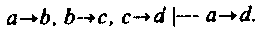 a→b, b→c, c→d |--- a→d.